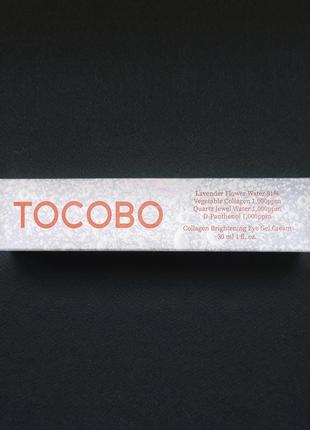 TOCOBO
Lavender Flower Water 81%
Vegetable Collagen 1,000ppm
Quartz Jewel Water 1,000ppm
D-Panthenol 1,000ppm
Collagen Brightening Eye Gel Cream
30 ml 1 fl. oz.